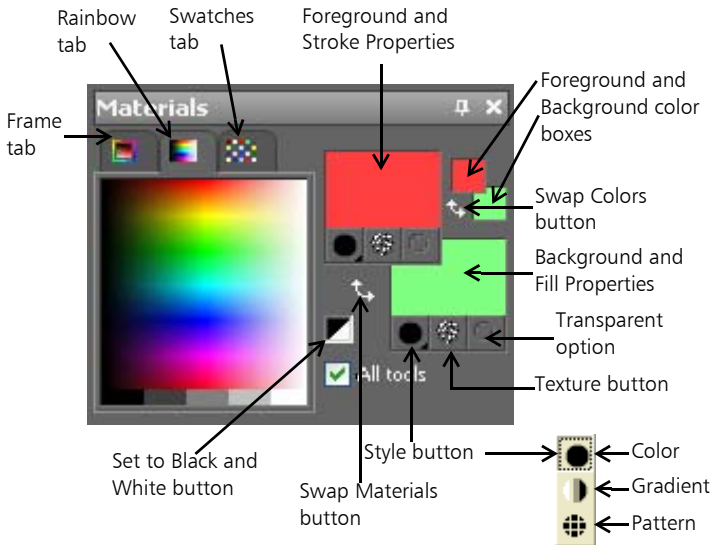 Rainbow
tab
Swatches
tab
Foreground and
Stroke Properties
Foreground and
Background color
boxes
Frame
tab
Materials
Swap Colors
button
Background and
Fill Properties
Transparent
option
Texture button
All tools
Set to Black and
White button
Swap Materials
button
Style button
Color
Gradient
Pattern